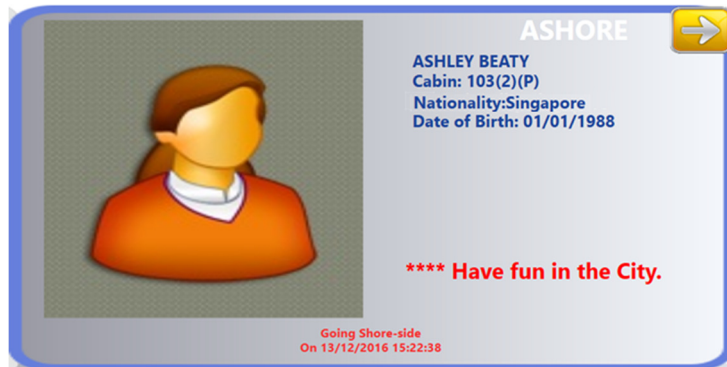 ASHORE
ASHLEY BEATY
Cabin: 103(2)(P)
Nationality:Singapore
Date of Birth: 01/01/1988
**** Have fun in the City.
Going Shore-side
On 13/12/2016 15:22:38